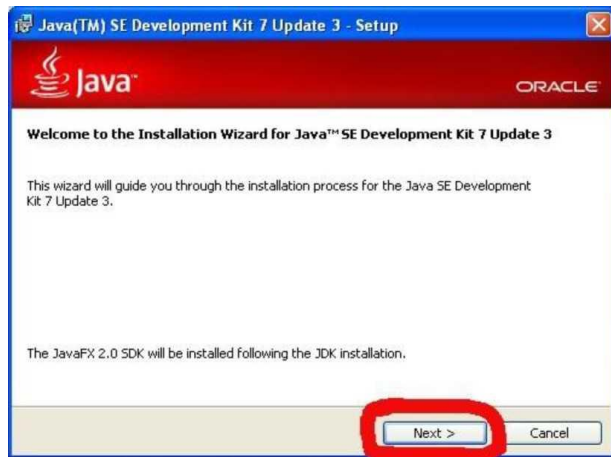 Java(TM) SE Development Kit 7 Update 3 - Setup
Java™
ORACLE®
Welcome to the Installation Wizard for Java™ SE Development Kit 7 Update 3
This wizard will guide you through the installation process for the Java SE Development
Kit 7 Update 3.
The JavaFX 2.0 SDK will be installed following the JDK installation.
Next >
Cancel